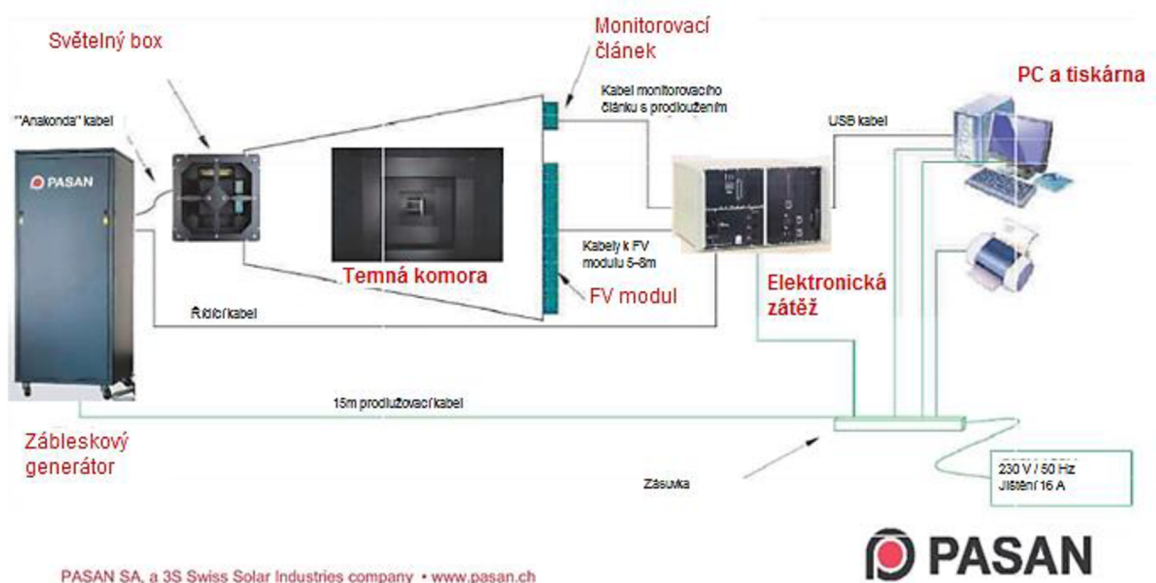 Světelný box
Monitorovací
článek
PC a tiskárna
"Anakonda" kabel
Kabel monitorovacího
článku s prodloužením
USB kabel
PASAN
Temná komora
Kabely k FV
modulu 5-8m
FV modul
Elektronická
zátěž
Řídící kabel
15m prodlužovací kabel
Zábleskový
generátor
Zásuvka
230 V / 50 Hz
Jištění 16 A
PASAN
PASAN SA, a 3S Swiss Solar Industries company • www.pasan.ch